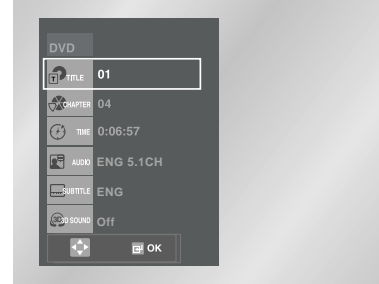 DVD
T TITLE 01
CHAPTER 04
TIME 0:06:57
AUDIO ENG 5.1CH
SUBTITLE ENG
3D SOUND Off
OK